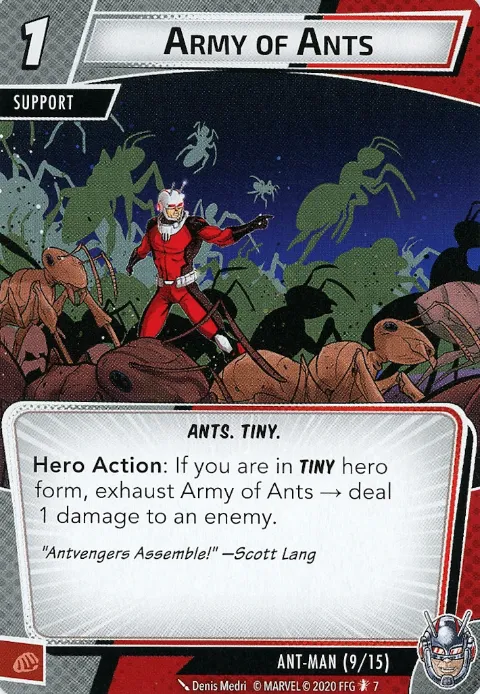 1
ARMY OF ANTS
SUPPORT
ANTS. TINY.
Hero Action: If you are in TINY hero
form, exhaust Army of Ants → deal
1 damage to an enemy.
"Antvengers Assemble!" —Scott Lang
ANT-MAN (9/15)
Denis Medri © MARVEL © 2020 FFG 7